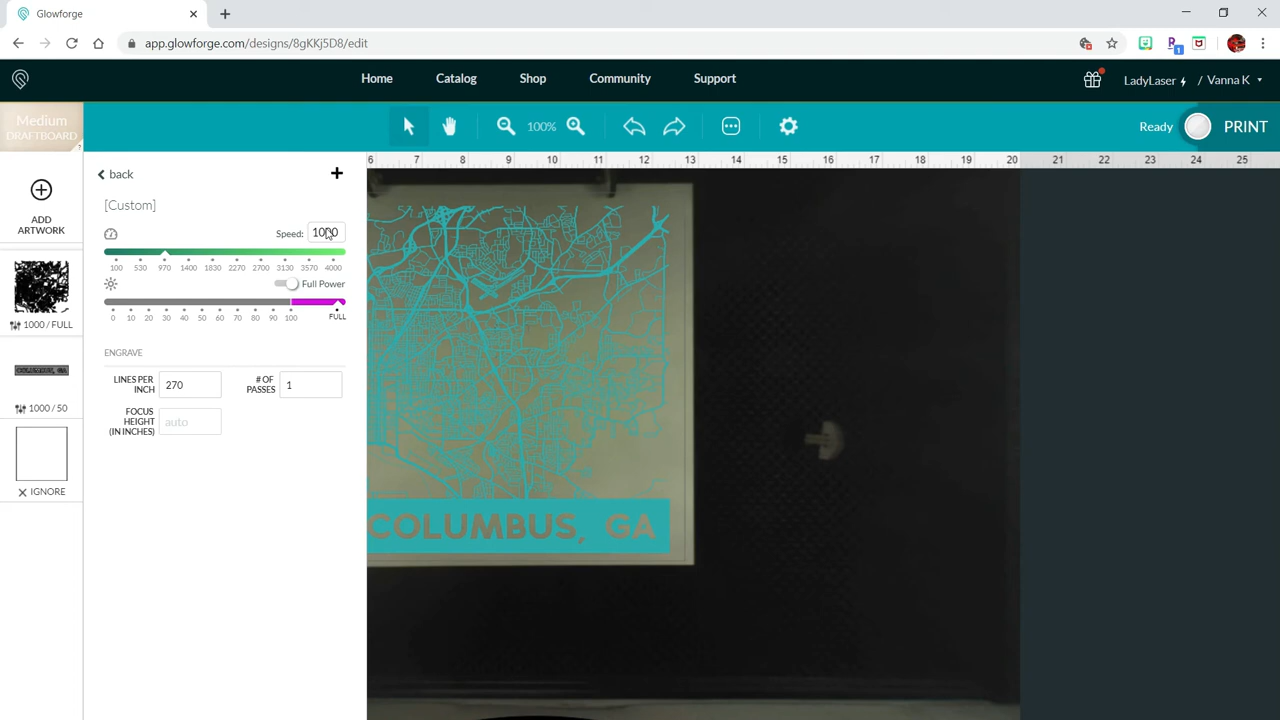 Glowforge
app.glowforge.com/designs/8gKKj5D8/edit
1
Home Catalog Shop Community Support
LadyLaser / Vanna K
Medium
DRAFTBOARD
?
100%
Ready PRINT
6 7 8 9 10 11 12 13 14 15 16 17 18 19 20 21 22 23 24 25
back
[Custom]
ADD
ARTWORK
Speed: 1000
100 530 970 1400 1830 2270 2700 3130 3570 4000
Full Power
0 10 20 30 40 50 60 70 80 90 100 FULL
1000 / FULL
ENGRAVE
LINES PER
INCH
270
# OF
PASSES
1
FOCUS
HEIGHT
(IN INCHES)
auto
COLUMBUS, GA
1000 / 50
IGNORE
COLUMBUS, GA